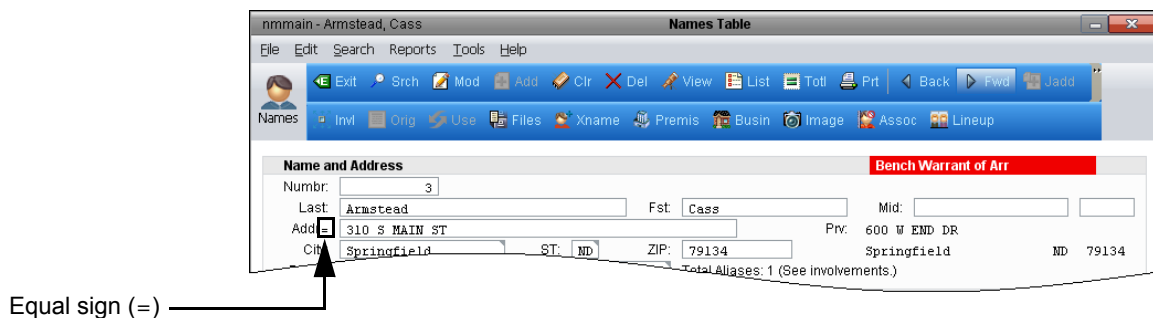 nmmain - Armstead, Cass Names Table
File Edit Search Reports Tools Help
Exit Srch Mod Add Clr Del View List Totl Prt Back Fwd Jadd
Names Invl Orig Use Files Xname Premis Busin Image Assoc Lineup
Name and Address Bench Warrant of Arr
Numbr: 3
Last: Armstead Fst: Cass Mid:
Addr= 310 S MAIN ST Prv: 600 W END DR
City: Springfield ST: ND ZIP: 79134 Springfield ND 79134
Total Aliases: 1 (See involvements.)
Equal sign (=)